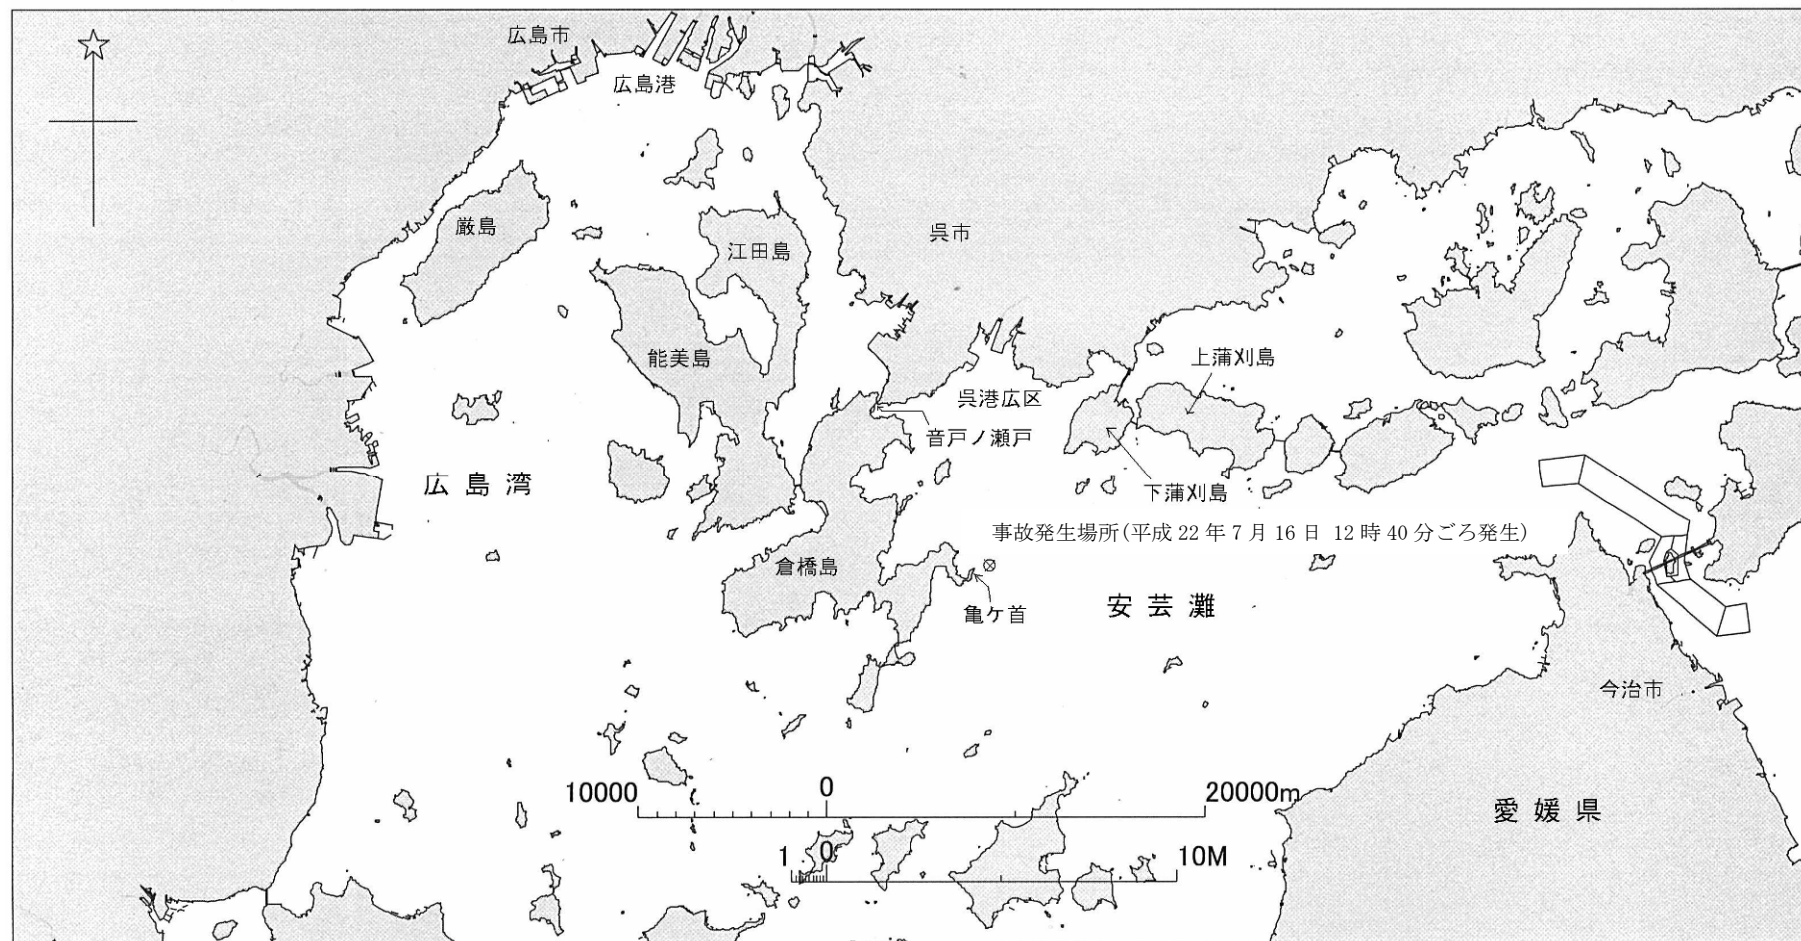 広島市
広島港
厳島
江田島
呉市
能美島
上蒲刈島
呉港広区
音戸ノ瀬戸
広島湾
下蒲刈島
事故発生場所(平成 22 年 7 月 16 日 12 時 40 分ごろ発生)
倉橋島
亀ケ首
安芸灘
今治市
10000 0 20000m
愛媛県
1 0 10M